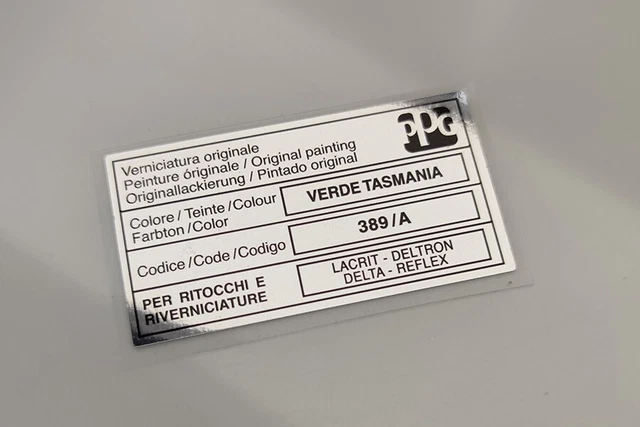 PPG
Verniciatura originale
Peinture óriginale / Original painting
Originallackierung / Pintado original
Colore / Teinte / Colour
Farbton / Color
VERDE TASMANIA
Codice / Code / Codigo
389 / A
PER RITOCCHI E
RIVERNICIATURE
LACRIT - DELTRON
DELTA - REFLEX